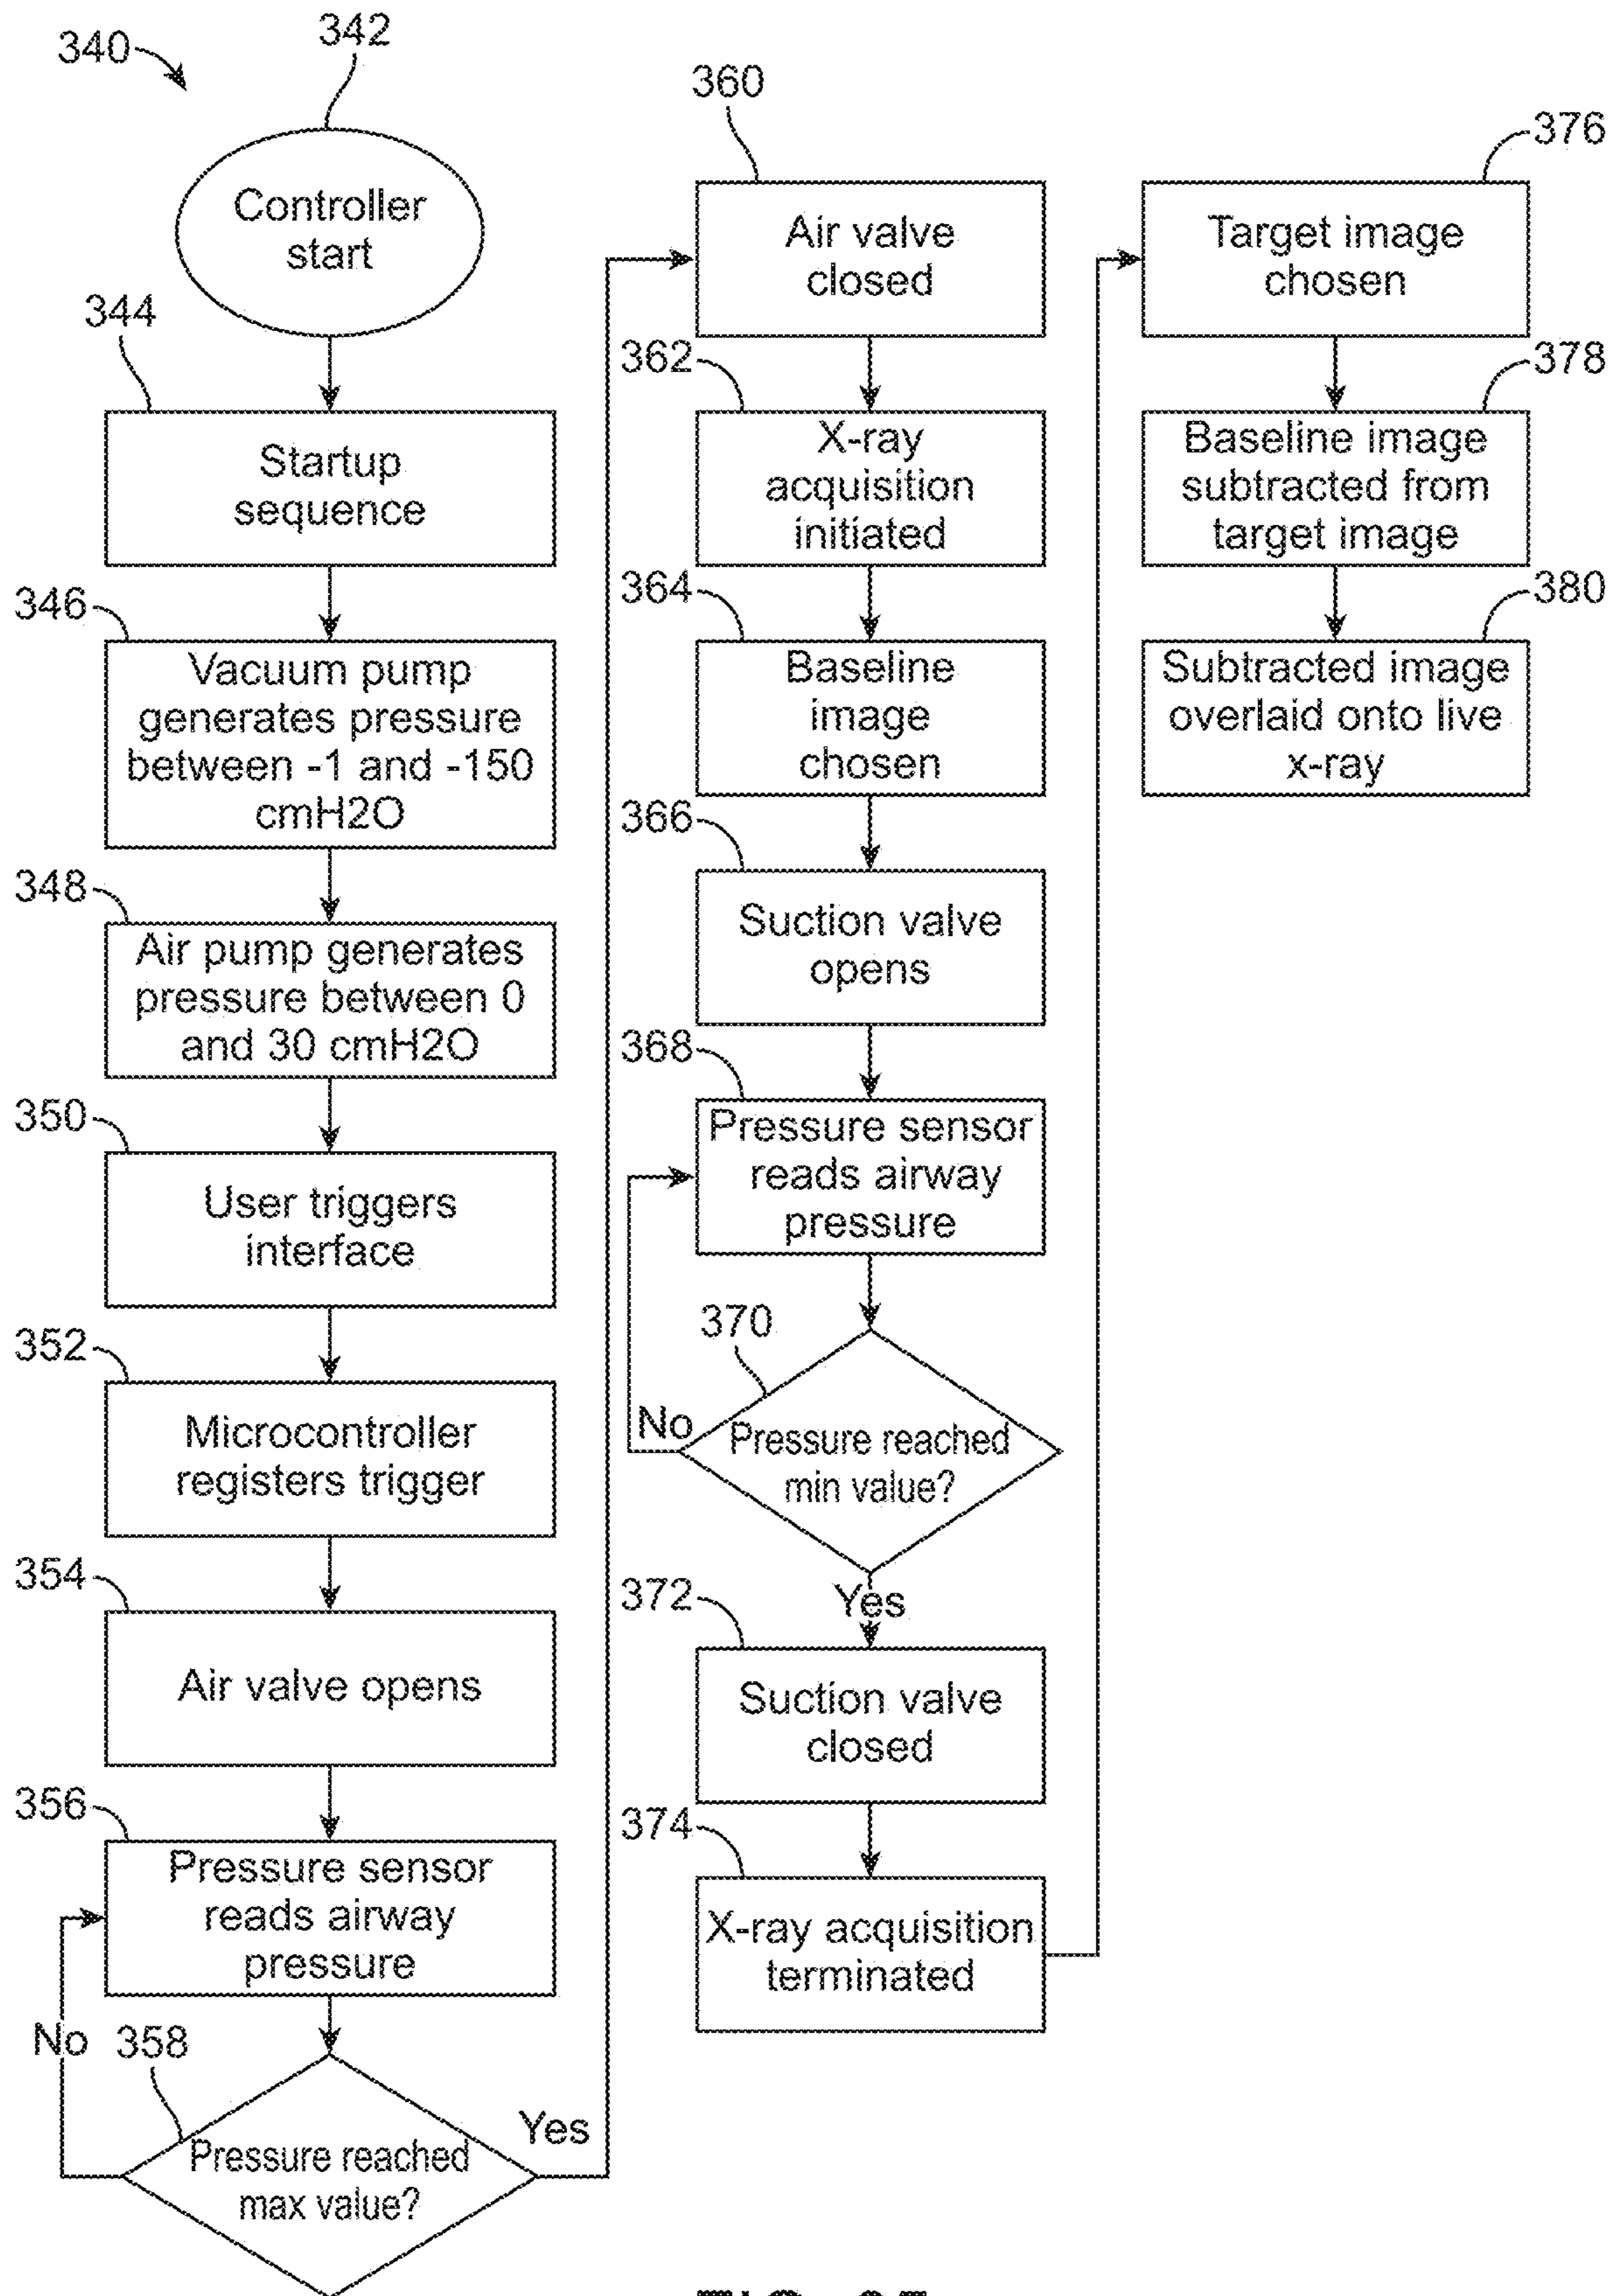 340
342
Controller
start
344
Startup
sequence
346
Vacuum pump
generates pressure
between -1 and -150
cmH2O
348
Air pump generates
pressure between 0
and 30 cmH2O
350
User triggers
interface
352
Microcontroller
registers trigger
354
Air valve opens
356
Pressure sensor
reads airway
pressure
No
358
Pressure reached
max value?
Yes
360
Air valve
closed
362
X-ray
acquisition
initiated
364
Baseline
image
chosen
366
Suction valve
opens
368
Pressure sensor
reads airway
pressure
370
No
Pressure reached
min value?
Yes
372
Suction valve
closed
374
X-ray acquisition
terminated
376
Target image
chosen
378
Baseline image
subtracted from
target image
380
Subtracted image
overlaid onto live
x-ray